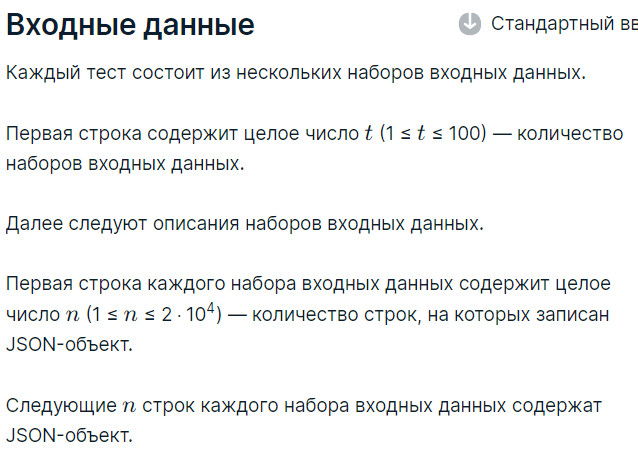 Входные данные
Стандартный вв
Каждый тест состоит из нескольких наборов входных данных.
Первая строка содержит целое число t (1 ≤ t ≤ 100) — количество
наборов входных данных.
Далее следуют описания наборов входных данных.
Первая строка каждого набора входных данных содержит целое
число n (1 ≤ n ≤ 2 · 10⁴) — количество строк, на которых записан
JSON-объект.
Следующие n строк каждого набора входных данных содержат
JSON-объект.